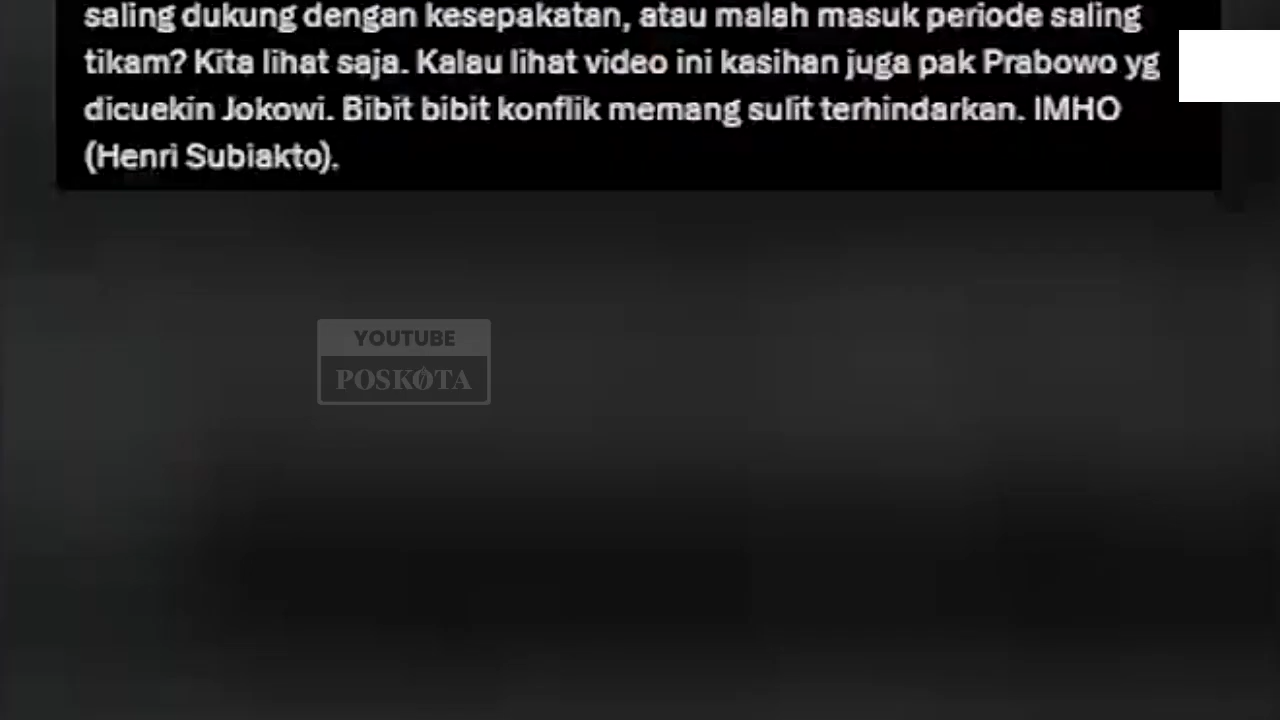 saling dukung dengan kesepakatan, atau malah masuk periode saling
tikam? Kita lihat saja. Kalau lihat video ini kasihan juga pak Prabowo yg
dicuekin Jokowi. Bibit bibit konflik memang sulit terhindarkan. IMHO
(Henri Subiakto).
YOUTUBE
POSKOTA